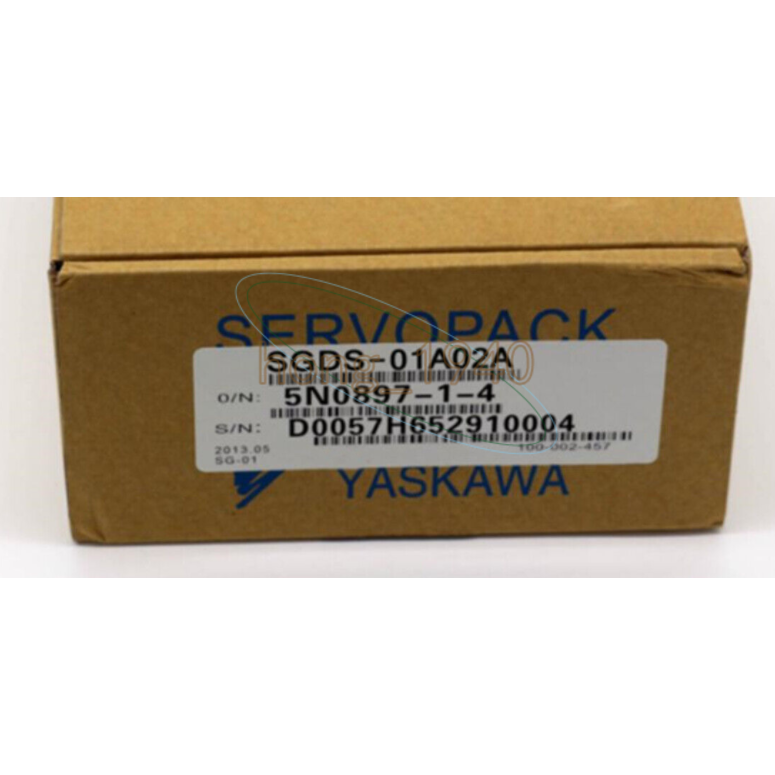 SERVOPACK
SGDS-01A02A
O/N: 5N0897-1-4
S/N: D0057H652910004
2013.05
SG-01
100-002-457
YASKAWA